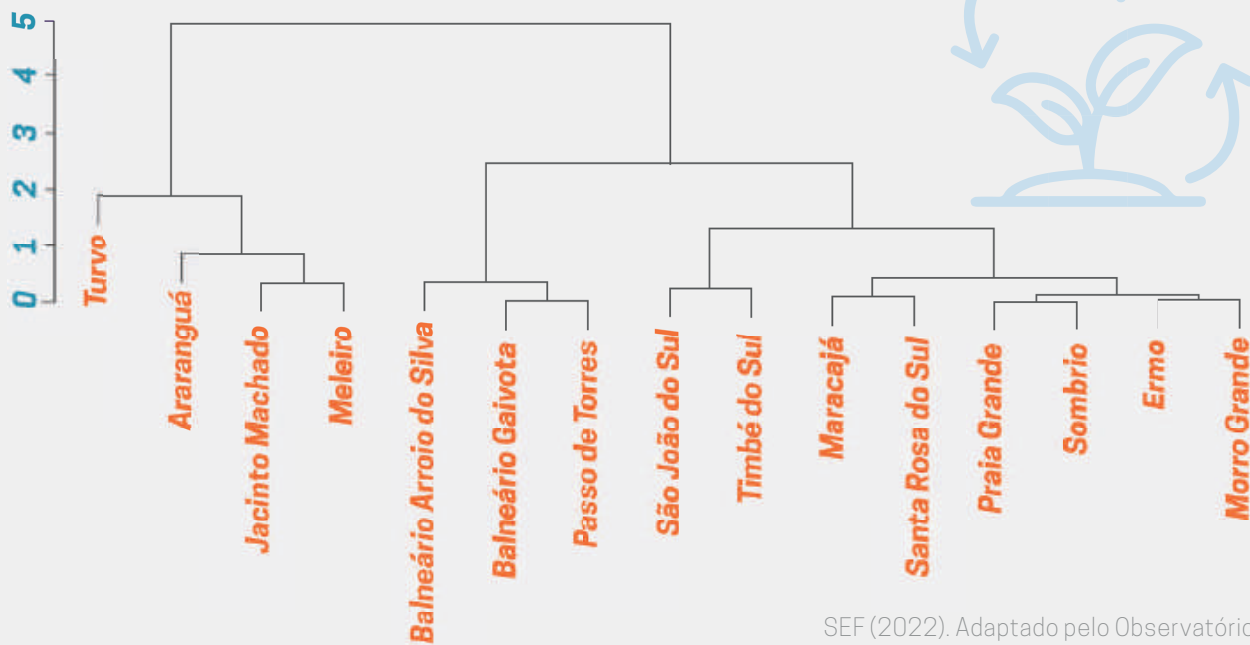 5
4
3
2
1
0
Turvo
Araranguá
Jacinto Machado
Meleiro
Balneário Arroio do Silva
Balneário Gaivota
Passo de Torres
São João do Sul
Timbé do Sul
Maracajá
Santa Rosa do Sul
Praia Grande
Sombrio
Ermo
Morro Grande
SEF (2022). Adaptado pelo Observatório